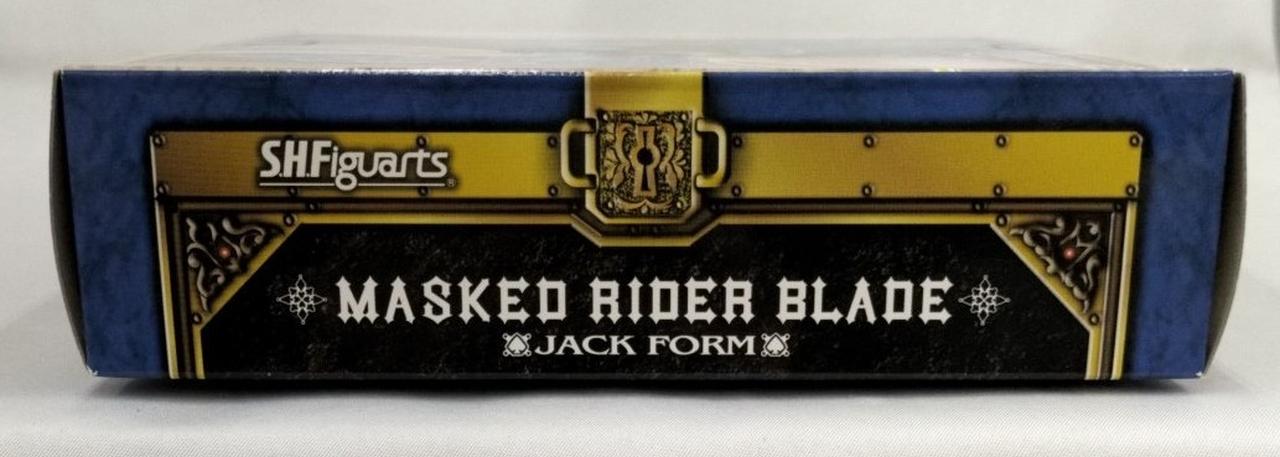 S.H.Figuarts®
MASKED RIDER BLADE
JACK FORM